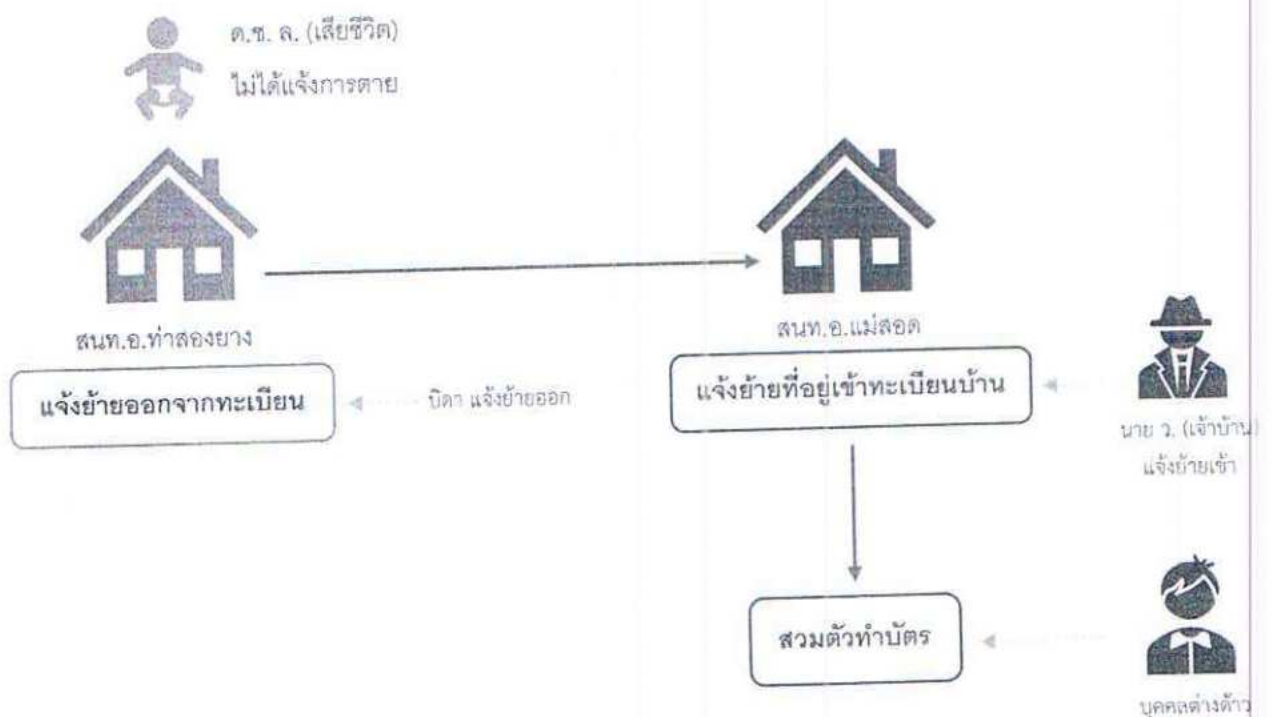 ด.ช. ล. (เสียชีวิต)
ไม่ได้แจ้งการตาย
สนท.อ.ท่าสองยาง
สนท.อ.แม่สอด
แจ้งย้ายออกจากทะเบียน
บิดา แจ้งย้ายออก
แจ้งย้ายที่อยู่เข้าทะเบียนบ้าน
นาย ว. (เจ้าบ้าน)
แจ้งย้ายเข้า
สวมตัวทำบัตร
บุคคลต่างด้าว